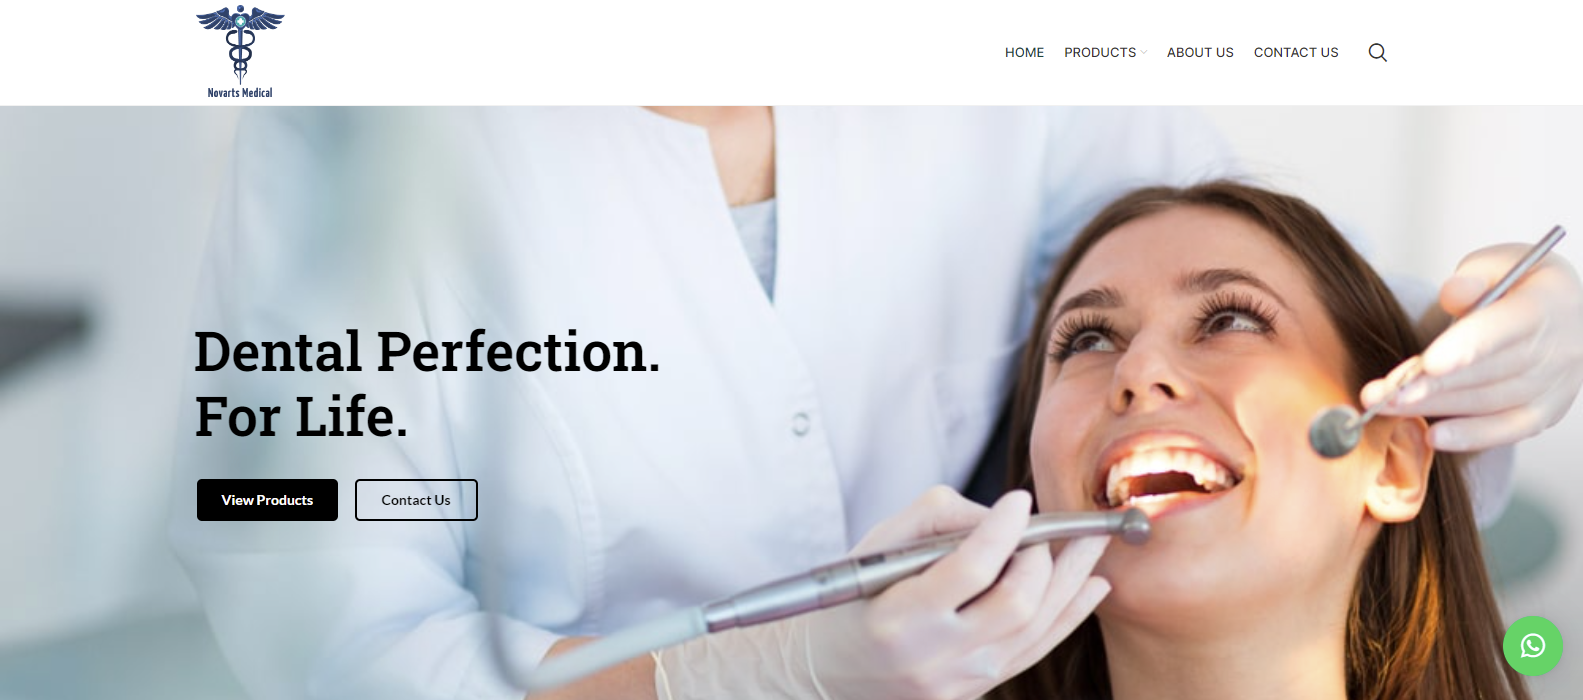 Novarts Medical
HOME PRODUCTS ABOUT US CONTACT US
Dental Perfection.
For Life.
View Products Contact Us